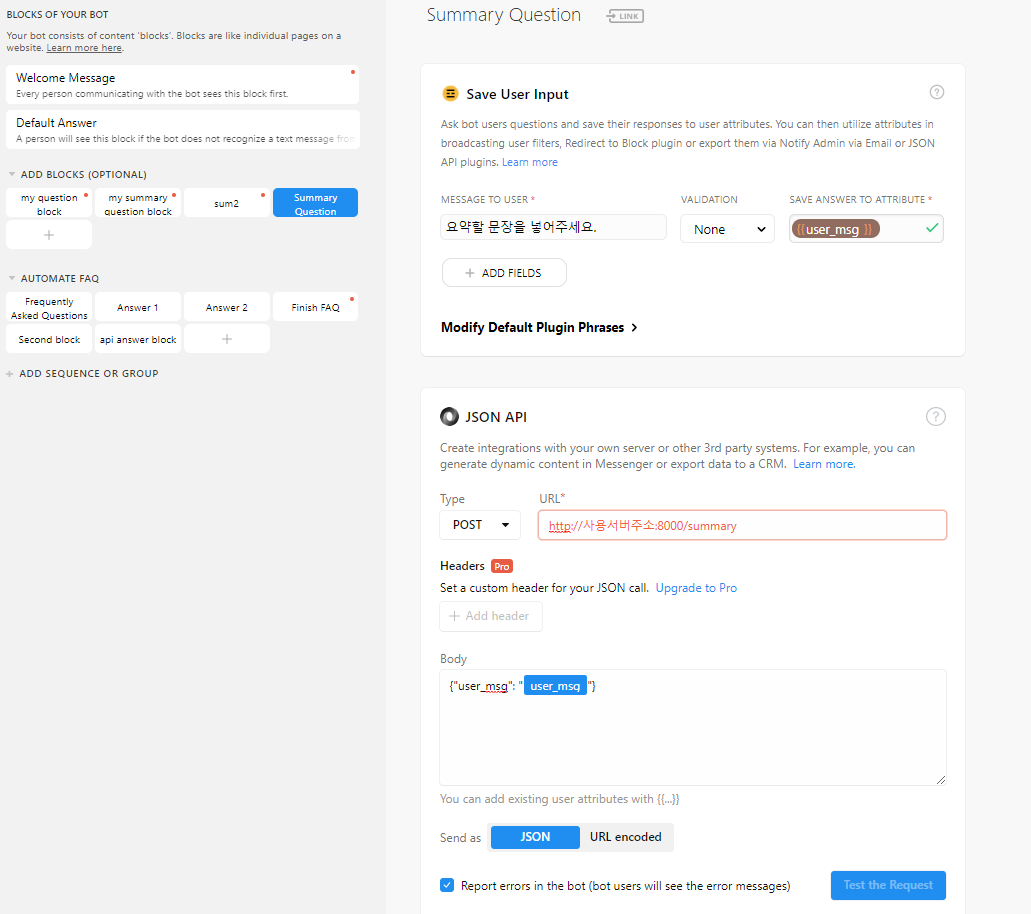 BLOCKS OF YOUR BOT
Your bot consists of content 'blocks'. Blocks are like individual pages on a
website. Learn more here.
Welcome Message
Every person communicating with the bot sees this block first.
Default Answer
A person will see this block if the bot does not recognize a text message from
ADD BLOCKS (OPTIONAL)
my question
block
my summary
question block
sum2
Summary
Question
+
AUTOMATE FAQ
Frequently
Asked Questions
Answer 1
Answer 2
Finish FAQ
Second block
api answer block
+
+ ADD SEQUENCE OR GROUP
Summary Question
LINK
Save User Input
?
Ask bot users questions and save their responses to user attributes. You can then utilize attributes in
broadcasting user filters, Redirect to Block plugin or export them via Notify Admin via Email or JSON
API plugins. Learn more
MESSAGE TO USER *
VALIDATION
SAVE ANSWER TO ATTRIBUTE *
요약할 문장을 넣어주세요.
None
{{user_msg }}
+ ADD FIELDS
Modify Default Plugin Phrases >
JSON API
?
Create integrations with your own server or other 3rd party systems. For example, you can
generate dynamic content in Messenger or export data to a CRM. Learn more.
Type
URL*
POST
http://사용서버주소:8000/summary
Headers Pro
Set a custom header for your JSON call. Upgrade to Pro
+ Add header
Body
{"user_msg": " user_msg "}
You can add existing user attributes with {{...}}
Send as JSON URL encoded
Report errors in the bot (bot users will see the error messages)
Test the Request